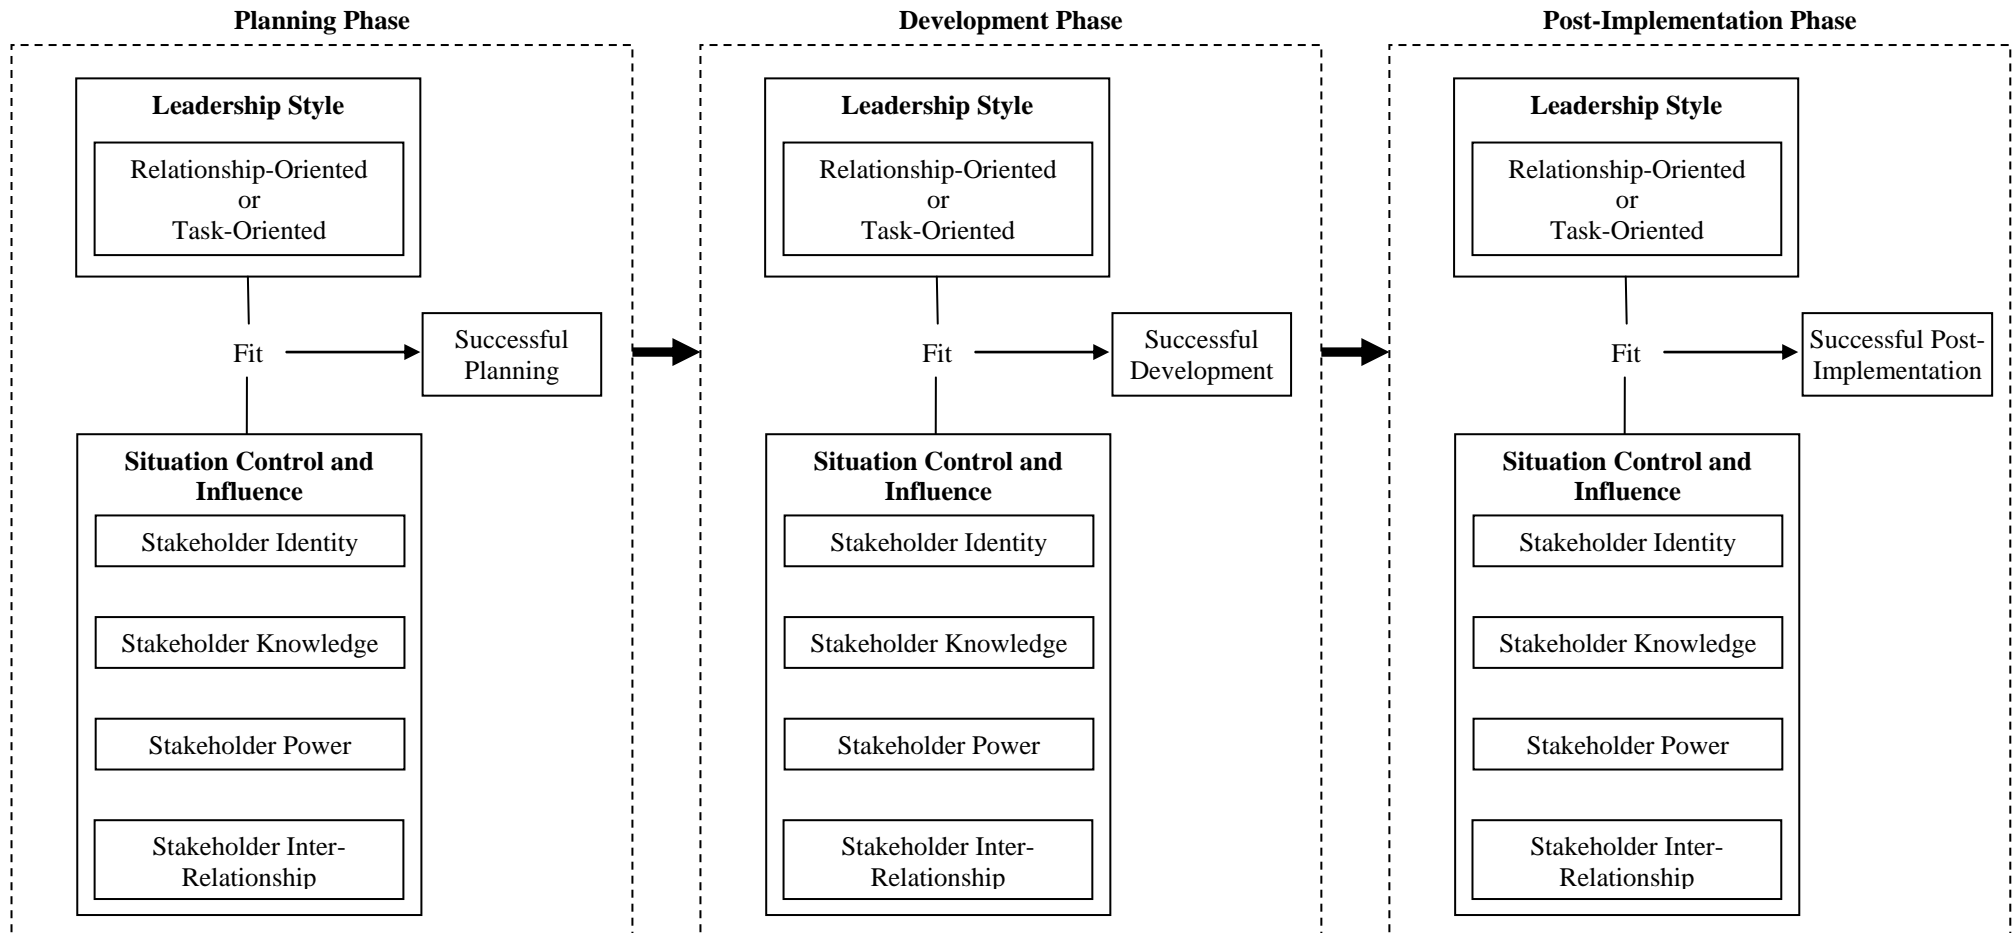 Planning Phase
Leadership Style
Relationship-Oriented
or
Task-Oriented
Fit
Successful
Planning
Situation Control and
Influence
Stakeholder Identity
Stakeholder Knowledge
Stakeholder Power
Stakeholder Inter-
Relationship
Development Phase
Leadership Style
Relationship-Oriented
or
Task-Oriented
Fit
Successful
Development
Situation Control and
Influence
Stakeholder Identity
Stakeholder Knowledge
Stakeholder Power
Stakeholder Inter-
Relationship
Post-Implementation Phase
Leadership Style
Relationship-Oriented
or
Task-Oriented
Fit
Successful Post-
Implementation
Situation Control and
Influence
Stakeholder Identity
Stakeholder Knowledge
Stakeholder Power
Stakeholder Inter-
Relationship